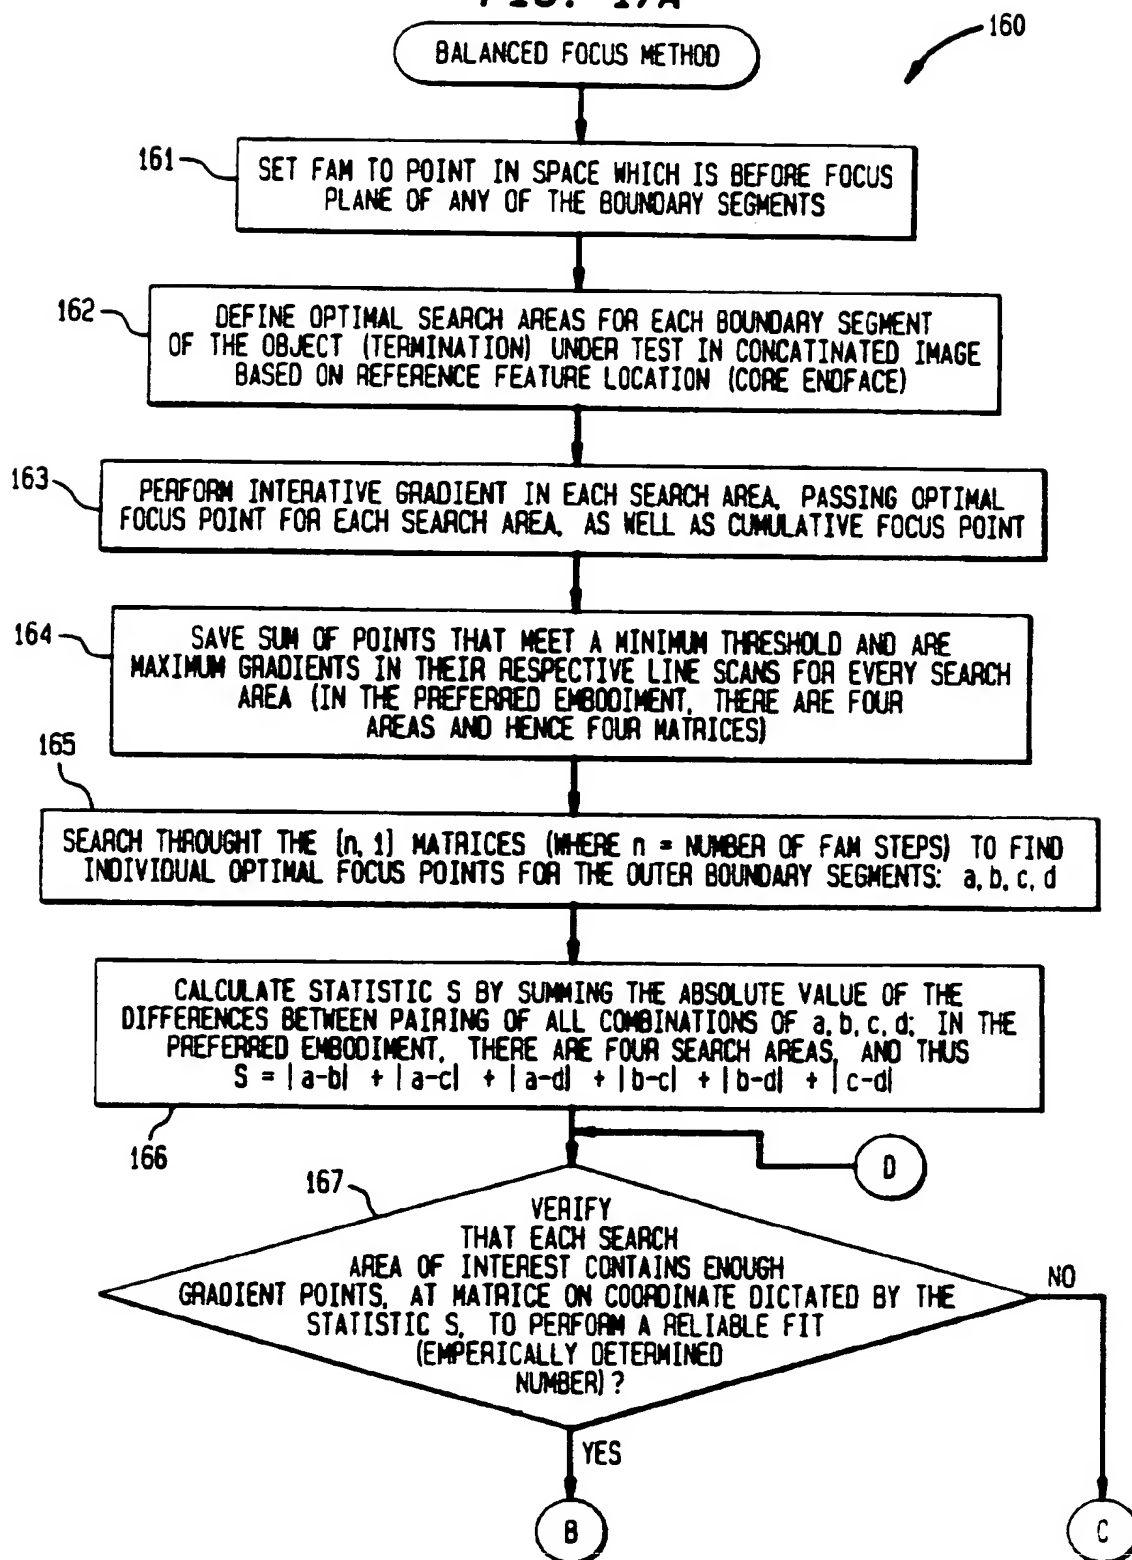 FIG. 17A
160
BALANCED FOCUS METHOD
161
SET FAM TO POINT IN SPACE WHICH IS BEFORE FOCUS
PLANE OF ANY OF THE BOUNDARY SEGMENTS
162
DEFINE OPTIMAL SEARCH AREAS FOR EACH BOUNDARY SEGMENT
OF THE OBJECT (TERMINATION) UNDER TEST IN CONCATINATED IMAGE
BASED ON REFERENCE FEATURE LOCATION (CORE ENDFACE)
163
PERFORM INTERATIVE GRADIENT IN EACH SEARCH AREA, PASSING OPTIMAL
FOCUS POINT FOR EACH SEARCH AREA, AS WELL AS CUMULATIVE FOCUS POINT
164
SAVE SUM OF POINTS THAT MEET A MINIMUM THRESHOLD AND ARE
MAXIMUM GRADIENTS IN THEIR RESPECTIVE LINE SCANS FOR EVERY SEARCH
AREA (IN THE PREFERRED EMBODIMENT, THERE ARE FOUR
AREAS AND HENCE FOUR MATRICES)
165
SEARCH THROUGHT THE [n, 1] MATRICES (WHERE n = NUMBER OF FAM STEPS) TO FIND
INDIVIDUAL OPTIMAL FOCUS POINTS FOR THE OUTER BOUNDARY SEGMENTS: a, b, c, d
CALCULATE STATISTIC S BY SUMMING THE ABSOLUTE VALUE OF THE
DIFFERENCES BETWEEN PAIRING OF ALL COMBINATIONS OF a, b, c, d; IN THE
PREFERRED EMBODIMENT, THERE ARE FOUR SEARCH AREAS, AND THUS
S = |a-b| + |a-c| + |a-d| + |b-c| + |b-d| + |c-d|
166
D
167
VERIFY
THAT EACH SEARCH
AREA OF INTEREST CONTAINS ENOUGH
GRADIENT POINTS, AT MATRICE ON COORDINATE DICTATED BY THE
STATISTIC S, TO PERFORM A RELIABLE FIT
(EMPERICALLY DETERMINED
NUMBER)?
NO
YES
B
C